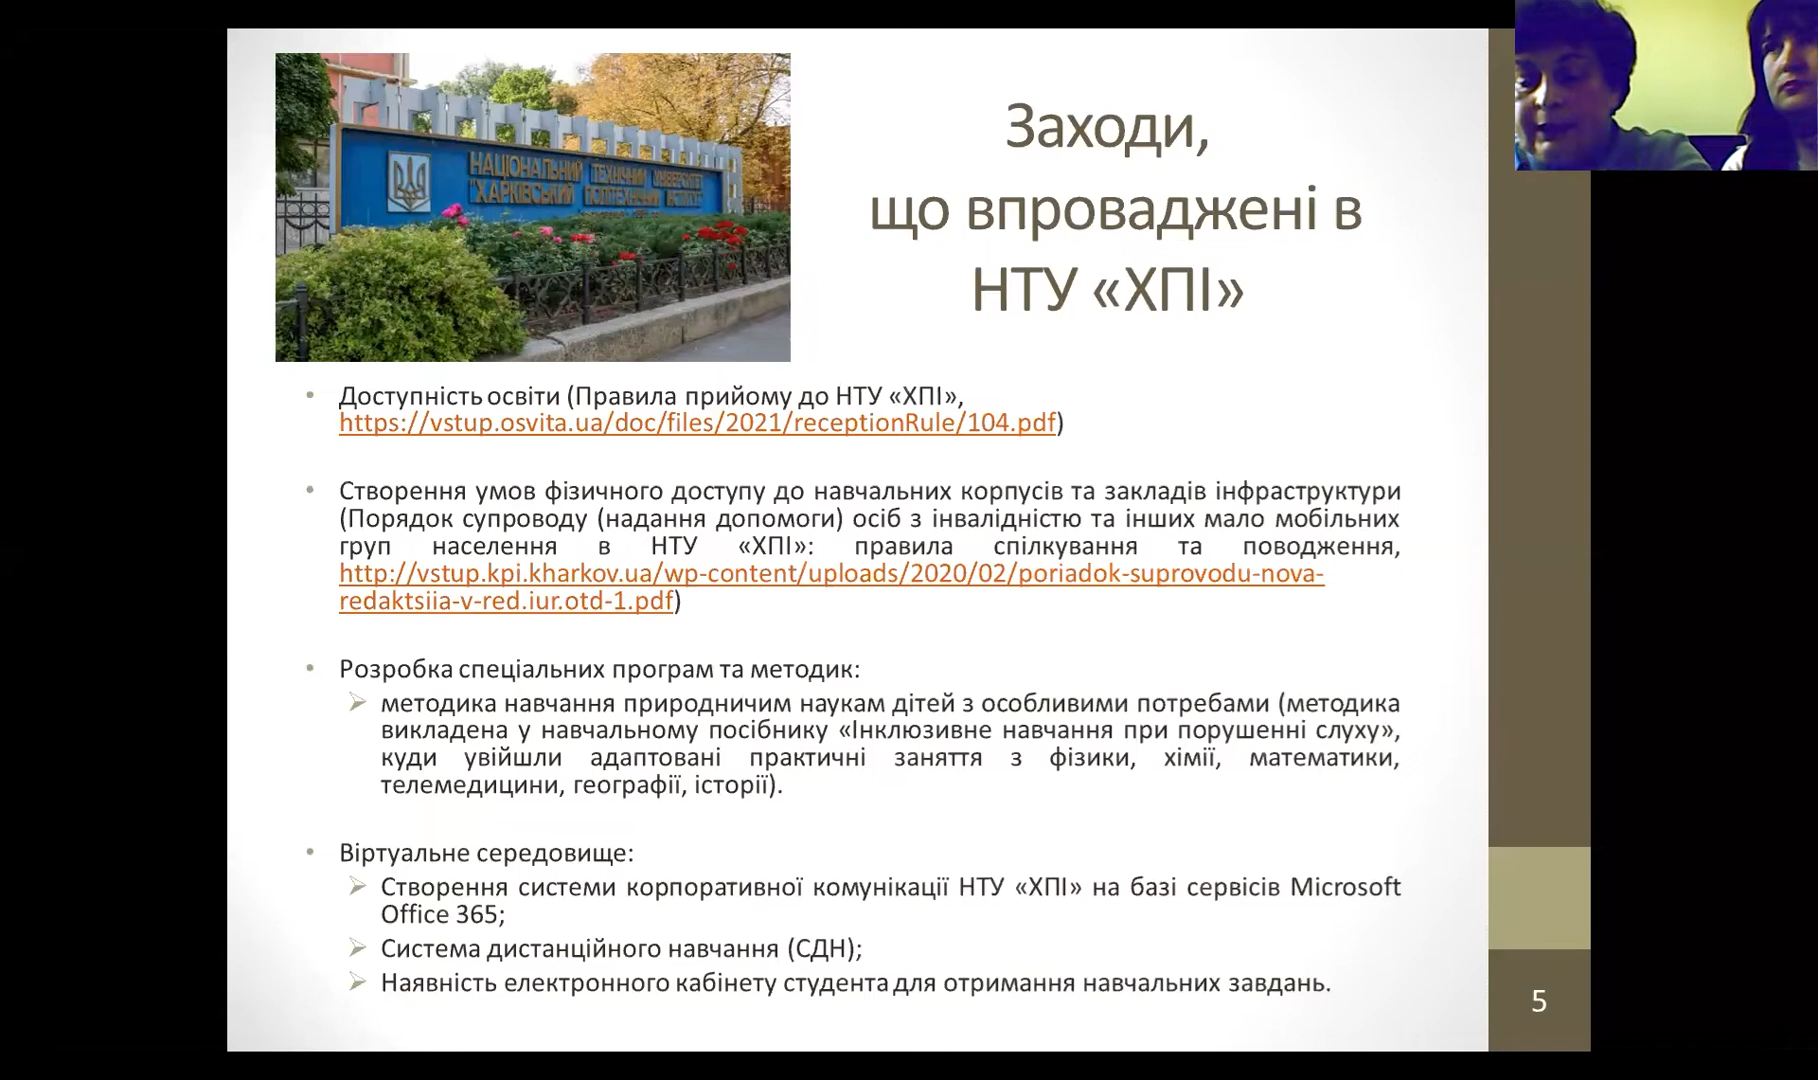 НАЦІОНАЛЬНИЙ ТЕХНІЧНИЙ УНІВЕРСИТЕТ
"ХАРКІВСЬКИЙ ПОЛІТЕХНІЧНИЙ ІНСТИТУТ"
Заходи,
що впроваджені в
НТУ «ХПІ»
• Доступність освіти (Правила прийому до НТУ «ХПІ»,
https://vstup.osvita.ua/doc/files/2021/receptionRule/104.pdf)
• Створення умов фізичного доступу до навчальних корпусів та закладів інфраструктури
(Порядок супроводу (надання допомоги) осіб з інвалідністю та інших мало мобільних
груп населення в НТУ «ХПІ»: правила спілкування та поводження,
http://vstup.kpi.kharkov.ua/wp-content/uploads/2020/02/poriadok-suprovodu-nova-
redaktsiia-v-red.iur.otd-1.pdf)
• Розробка спеціальних програм та методик:
методика навчання природничим наукам дітей з особливими потребами (методика
викладена у навчальному посібнику «Інклюзивне навчання при порушенні слуху»,
куди увійшли адаптовані практичні заняття з фізики, хімії, математики,
телемедицини, географії, історії).
• Віртуальне середовище:
Створення системи корпоративної комунікації НТУ «ХПІ» на базі сервісів Microsoft
Office 365;
Система дистанційного навчання (СДН);
Наявність електронного кабінету студента для отримання навчальних завдань.
5